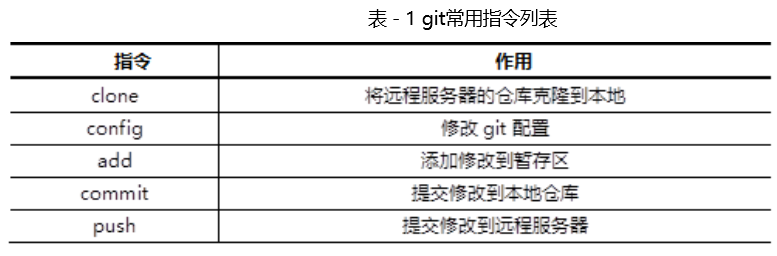 表 - 1 git常用指令列表
指令 作用
clone 将远程服务器的仓库克隆到本地
config 修改 git 配置
add 添加修改到暂存区
commit 提交修改到本地仓库
push 提交修改到远程服务器